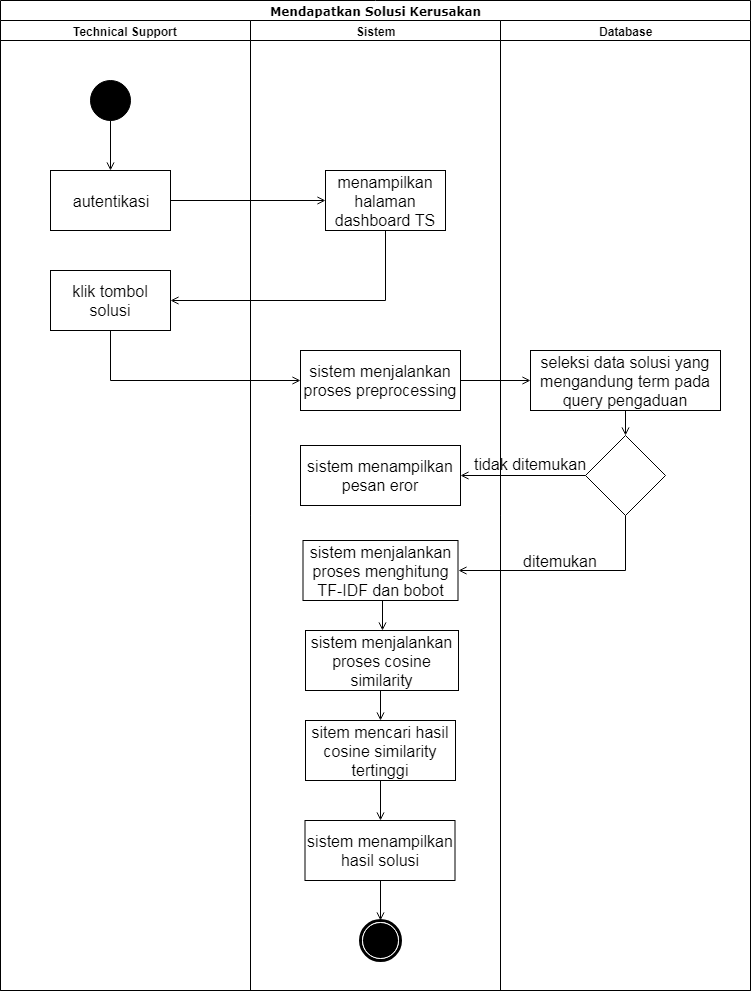 Mendapatkan Solusi Kerusakan
Technical Support
Sistem
Database
autentikasi
menampilkan
halaman
dashboard TS
klik tombol
solusi
sistem menjalankan
proses preprocessing
seleksi data solusi yang
mengandung term pada
query pengaduan
tidak ditemukan
sistem menampilkan
pesan eror
ditemukan
sistem menjalankan
proses menghitung
TF-IDF dan bobot
sistem menjalankan
proses cosine
similarity
sitem mencari hasil
cosine similarity
tertinggi
sistem menampilkan
hasil solusi